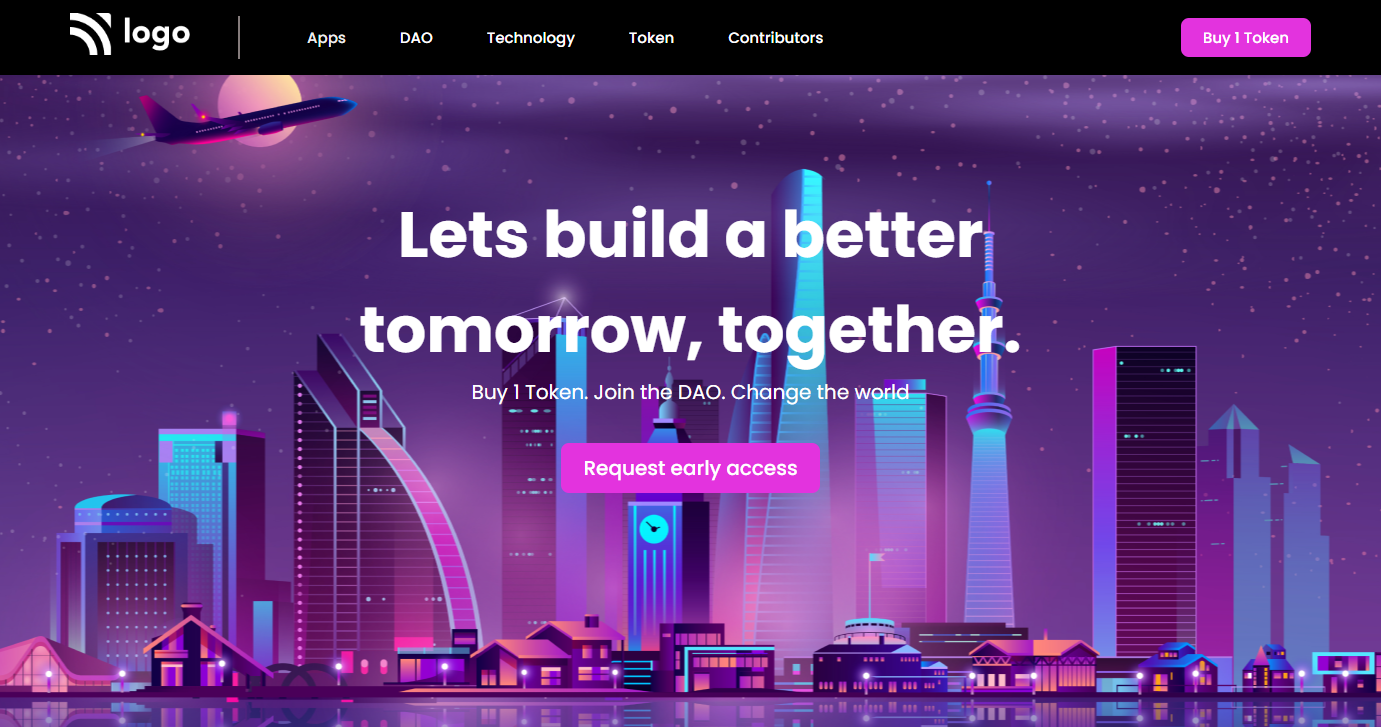 logo
Apps
DAO
Technology
Token
Contributors
Buy 1 Token
Lets build a better
tomorrow, together.
Buy 1 Token. Join the DAO. Change the world
Request early access